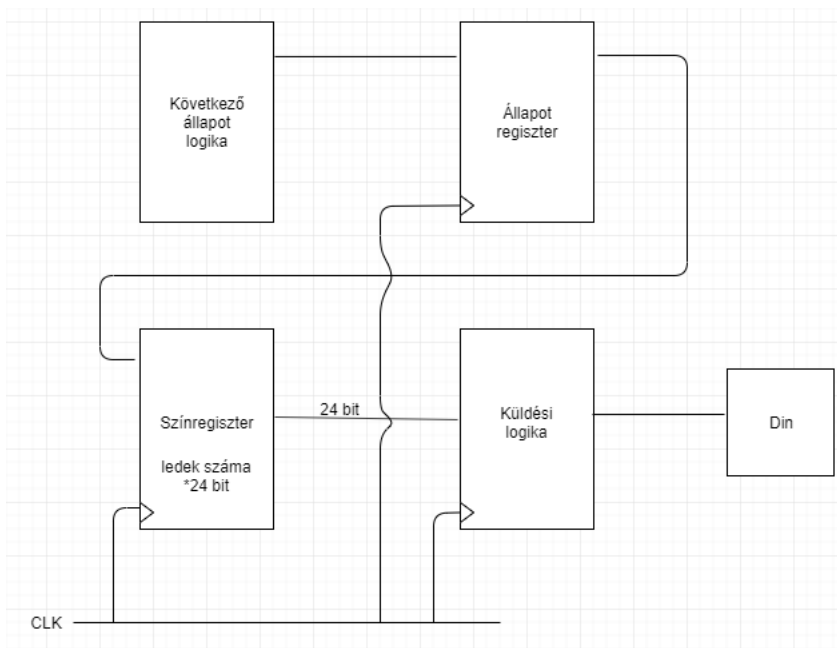 Következő
állapot
logika
Állapot
regiszter
Színregiszter
ledek száma
*24 bit
24 bit
Küldési
logika
Din
CLK